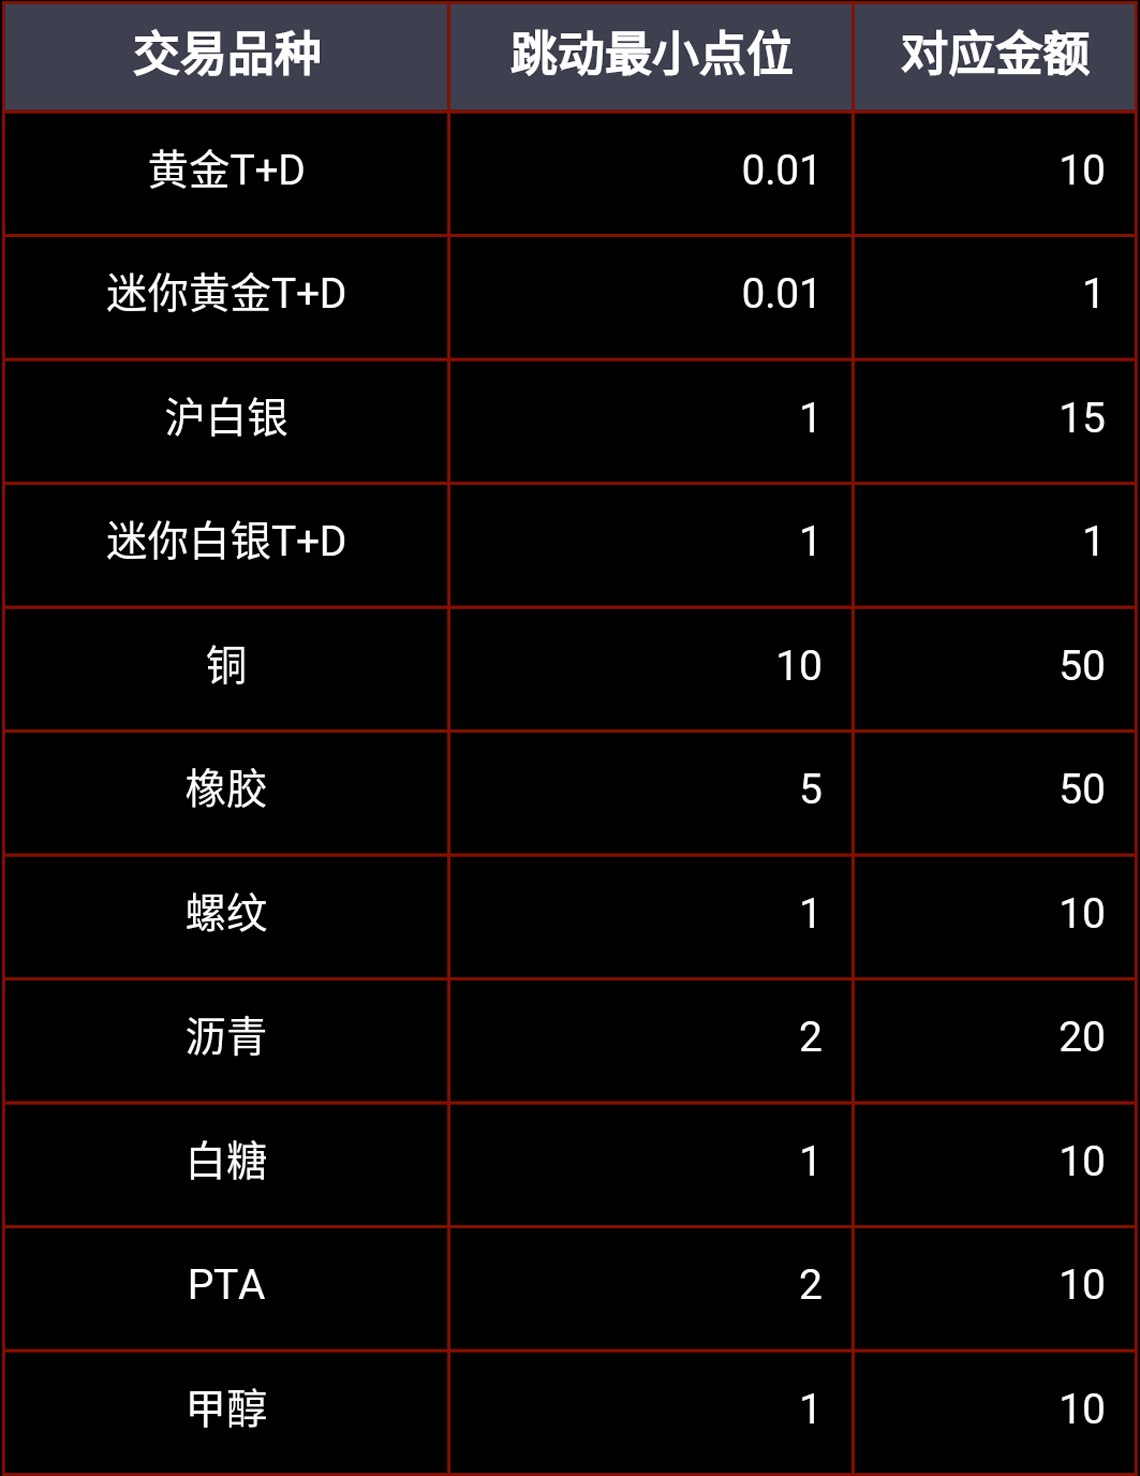 交易品种 跳动最小点位 对应金额
黄金T+D 0.01 10
迷你黄金T+D 0.01 1
沪白银 1 15
迷你白银T+D 1 1
铜 10 50
橡胶 5 50
螺纹 1 10
沥青 2 20
白糖 1 10
PTA 2 10
甲醇 1 10